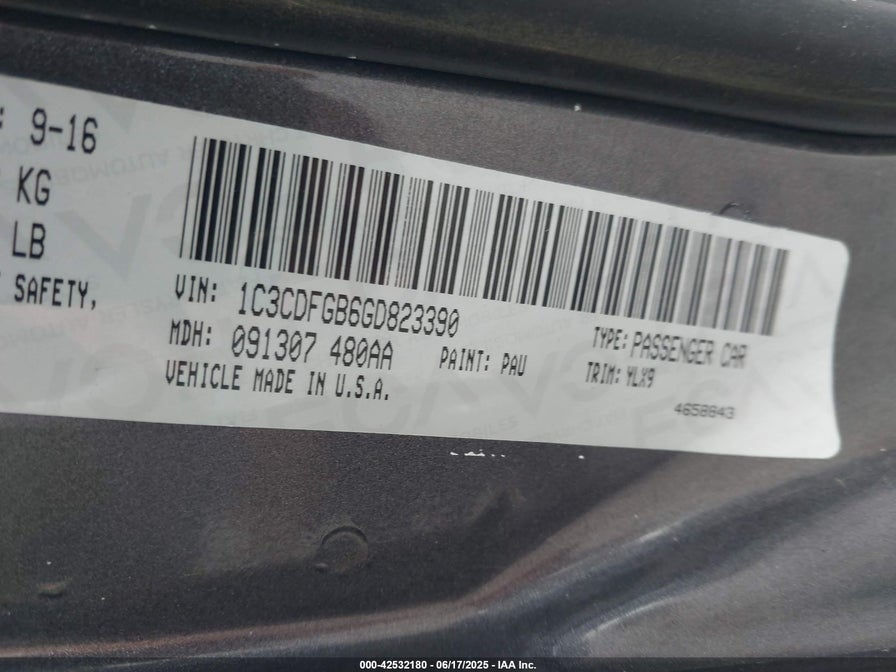 : 9-16
KG
LB
SAFETY,
VIN: 1C3CDFGB6GD823390
MDH: 091307 480AA
PAINT: PAU
TYPE: PASSENGER CAR
TRIM: YLX9
VEHICLE MADE IN U.S.A.
4658843
000-42532180 - 06/17/2025 - IAA Inc.